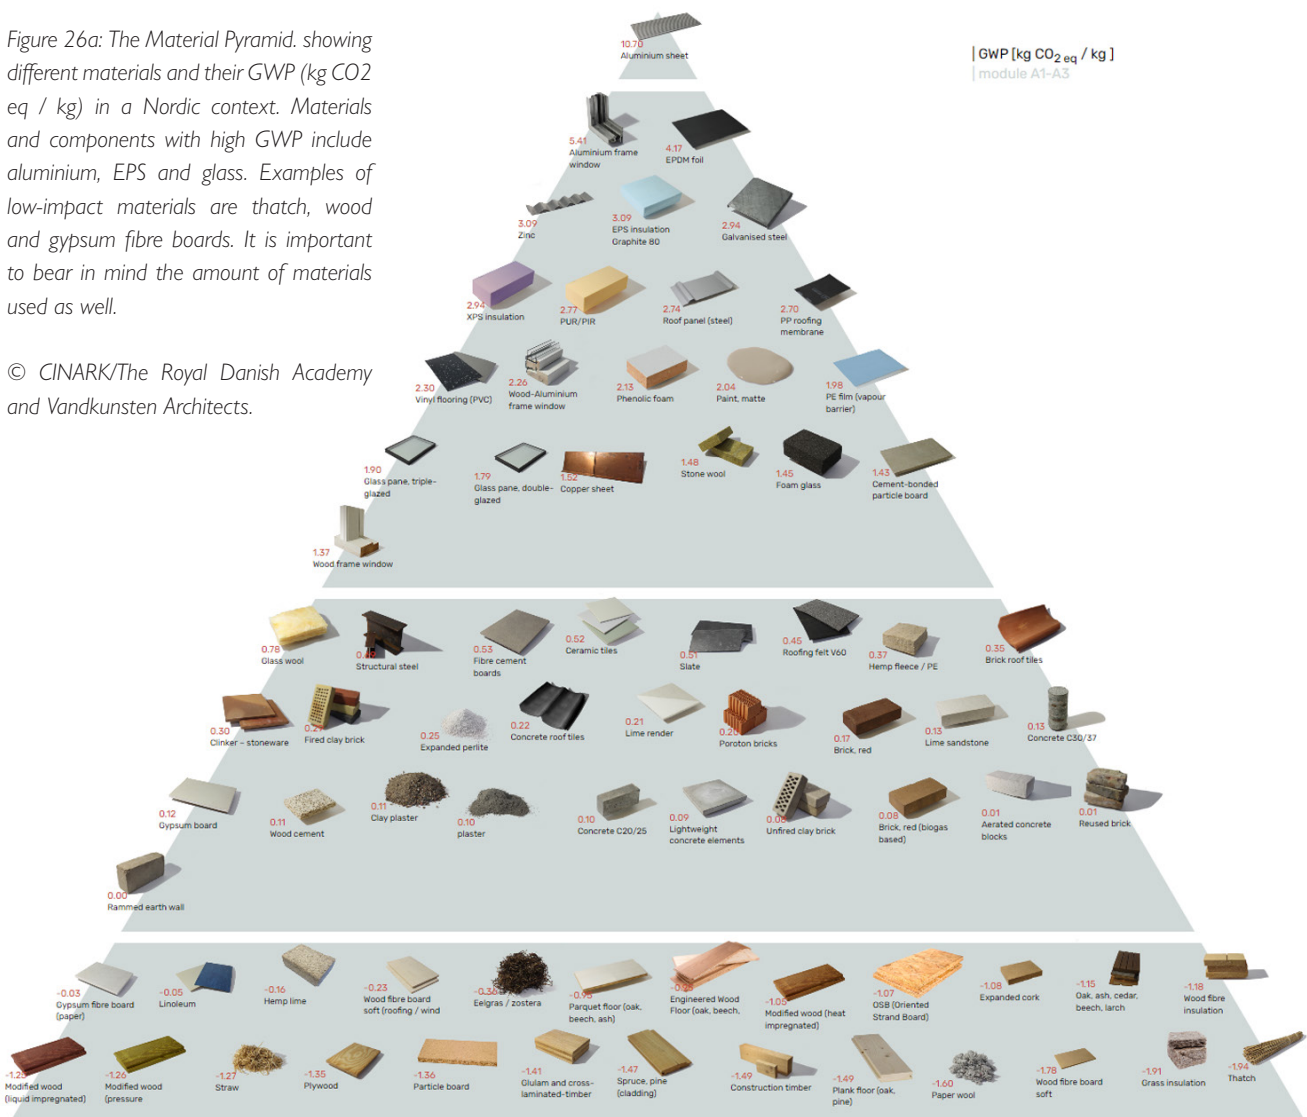 Figure 26a: The Material Pyramid. showing
different materials and their GWP (kg CO2
eq / kg) in a Nordic context. Materials
and components with high GWP include
aluminium, EPS and glass. Examples of
low-impact materials are thatch, wood
and gypsum fibre boards. It is important
to bear in mind the amount of materials
used as well.
© CINARK/The Royal Danish Academy
and Vandkunsten Architects.
| GWP [kg CO2 eq / kg ]
| module A1-A3
10.70
Aluminium sheet
5.41
Aluminium frame
window
4.17
EPDM foil
3.09
Zinc
3.09
EPS insulation
Graphite 80
2.94
Galvanised steel
2.94
XPS insulation
2.77
PUR/PIR
2.74
Roof panel (steel)
2.70
PP roofing
membrane
2.30
Vinyl flooring (PVC)
2.26
Wood-Aluminium
frame window
2.13
Phenolic foam
2.04
Paint, matte
1.98
PE film (vapour
barrier)
1.90
Glass pane, triple-
glazed
1.79
Glass pane, double-
glazed
1.52
Copper sheet
1.48
Stone wool
1.45
Foam glass
1.43
Cement-bonded
particle board
1.37
Wood frame window
0.78
Glass wool
Structural steel
0.53
Fibre cement
boards
0.52
Ceramic tiles
0.51
Slate
0.45
Roofing felt V60
0.37
Hemp fleece / PE
0.35
Brick roof tiles
0.30
Clinker – stoneware
Fired clay brick
0.25
Expanded perlite
0.22
Concrete roof tiles
0.21
Lime render
0.20
Poroton bricks
0.17
Brick, red
0.13
Lime sandstone
0.13
Concrete C30/37
0.12
Gypsum board
0.11
Wood cement
0.11
Clay plaster
0.10
plaster
0.10
Concrete C20/25
0.09
Lightweight
concrete elements
0.08
Unfired clay brick
0.08
Brick, red (biogas
based)
0.01
Aerated concrete
blocks
0.01
Reused brick
0.00
Rammed earth wall
-0.03
Gypsum fibre board
(paper)
-0.05
Linoleum
-0.16
Hemp lime
-0.23
Wood fibre board
soft (roofing / wind
-0.36
Eelgras / zostera
-0.95
Parquet floor (oak,
beech, ash)
Engineered Wood
Floor (oak, beech,
-1.05
Modified wood (heat
impregnated)
-1.07
OSB (Oriented
Strand Board)
-1.08
Expanded cork
-1.15
Oak, ash, cedar,
beech, larch
-1.18
Wood fibre
insulation
-1.25
Modified wood
(liquid impregnated)
-1.26
Modified wood
(pressure
-1.27
Straw
-1.35
Plywood
-1.36
Particle board
-1.41
Glulam and cross-
laminated-timber
-1.47
Spruce, pine
(cladding)
-1.49
Construction timber
-1.49
Plank floor (oak,
pine)
-1.60
Paper wool
-1.78
Wood fibre board
soft
-1.91
Grass insulation
-1.94
Thatch